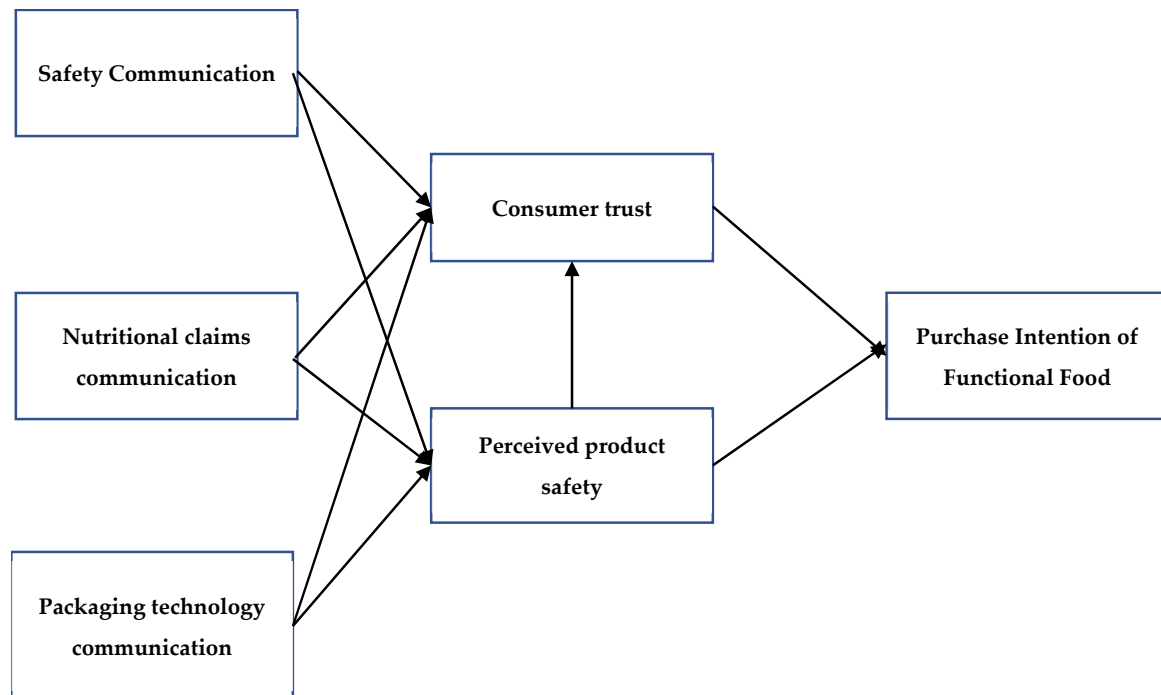 Safety Communication
Consumer trust
Nutritional claims
communication
Purchase Intention of
Functional Food
Perceived product
safety
Packaging technology
communication